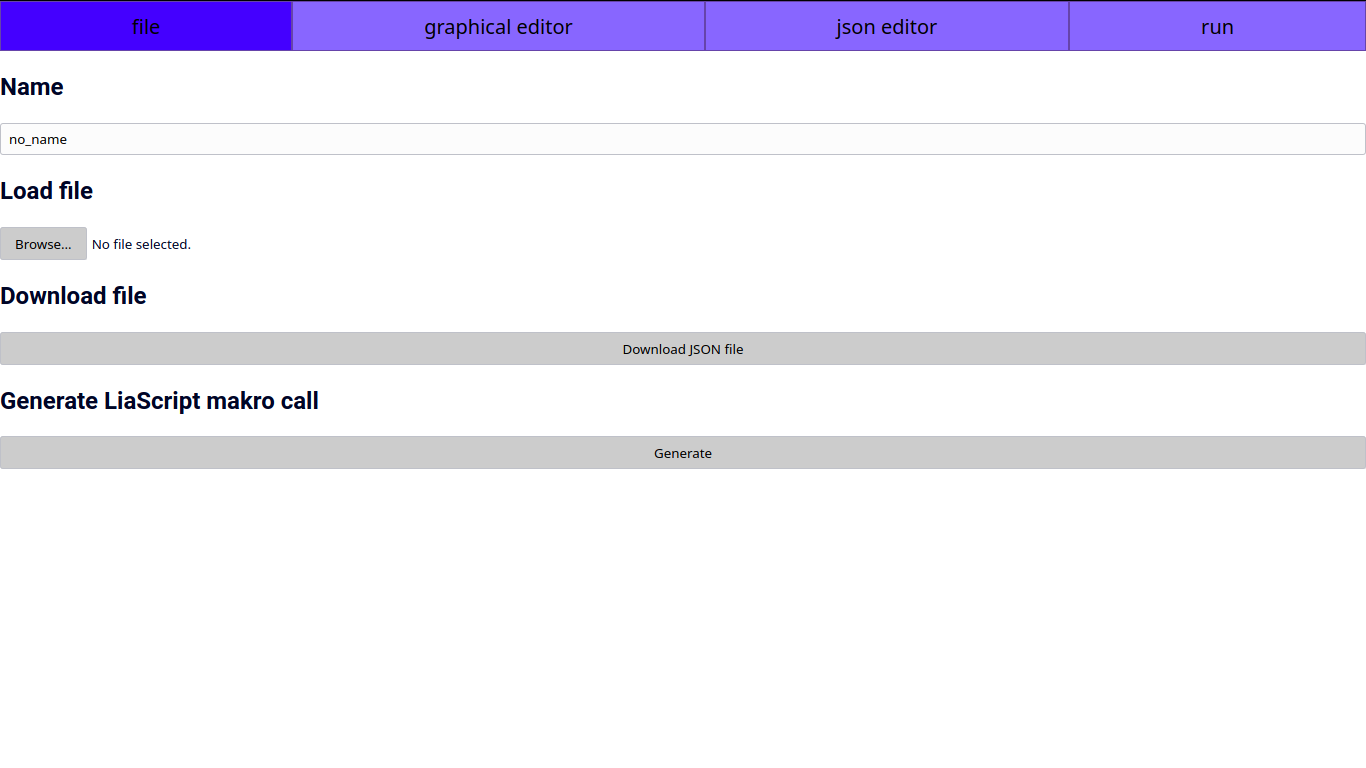 file graphical editor json editor run
Name
no_name
Load file
Browse... No file selected.
Download file
Download JSON file
Generate LiaScript makro call
Generate